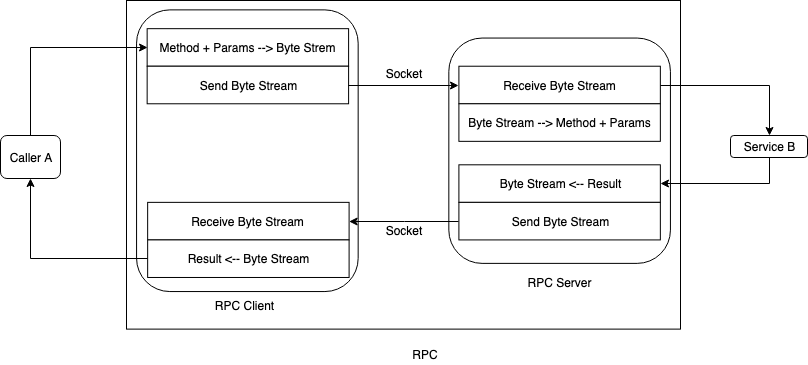 Method + Params --> Byte Strem
Send Byte Stream
Socket
Receive Byte Stream
Byte Stream --> Method + Params
Caller A
Service B
Byte Stream <-- Result
Send Byte Stream
Socket
Receive Byte Stream
Result <-- Byte Stream
RPC Client
RPC Server
RPC